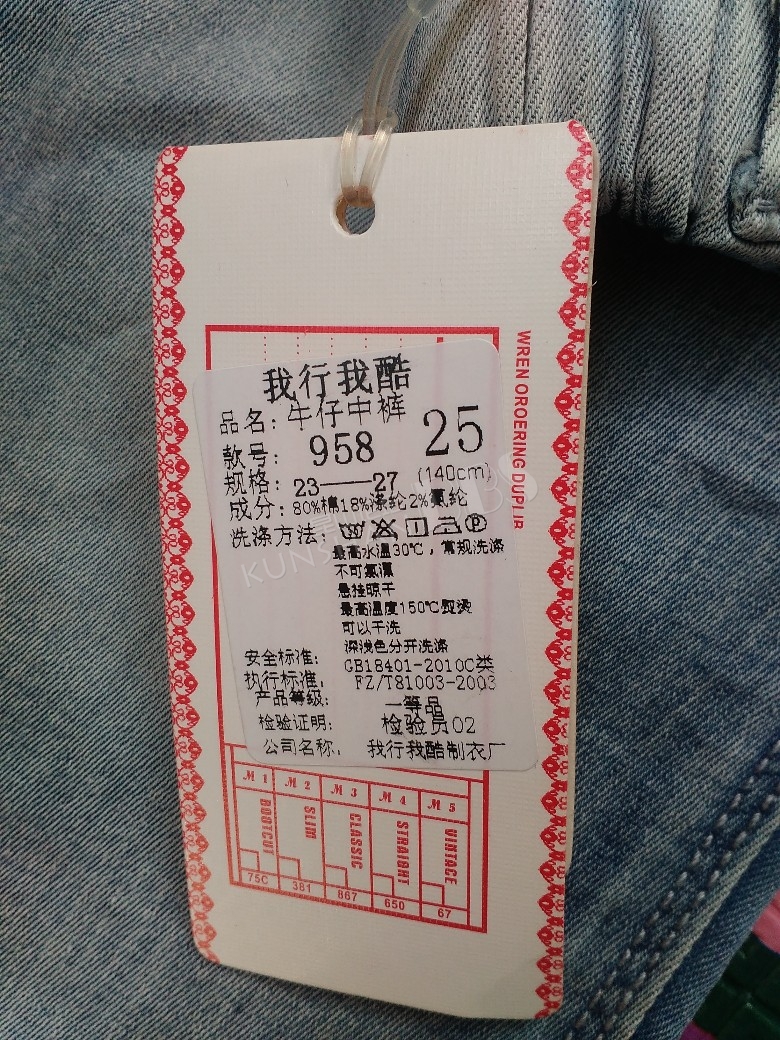 WREN OROERING DUPLIR
我行我酷
品名：牛仔中裤
款号：958 25
规格：23——27 (140cm)
成分：80%棉18%涤纶2%氨纶
洗涤方法：
最高水温30℃，常规洗涤
不可氯漂
悬挂晾干
最高温度150℃熨烫
可以干洗
深浅色分开洗涤
安全标准：GB18401-2010C类
执行标准：FZ/T81003-2003
产品等级：一等品
检验证明：检验员02
公司名称：我行我酷制衣厂
M 1 M 2 M 3 M 4 M 5
BOOTCUT SLIM CLASSIC STRAIGHT VINTACE
75C 381 867 650 67